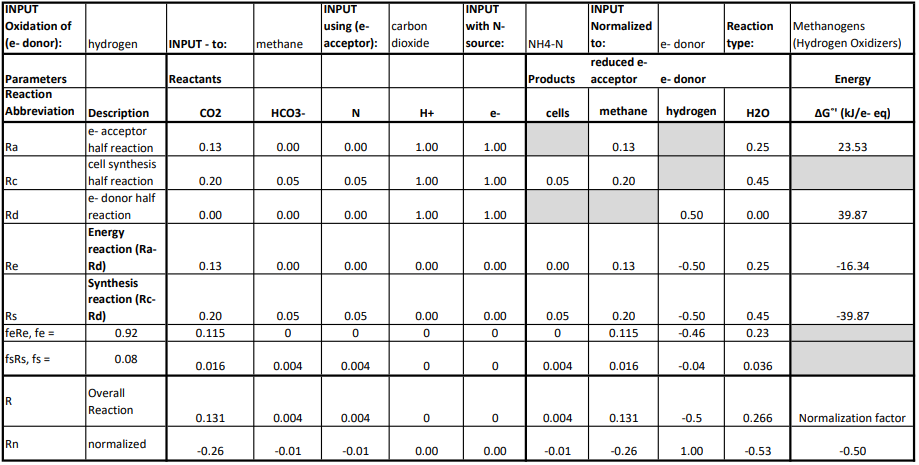 INPUT Oxidation of (e- donor): hydrogen INPUT - to: methane INPUT using (e- acceptor): carbon dioxide INPUT with N- source: NH4-N INPUT Normalized to: e- donor Reaction type: Methanogens (Hydrogen Oxidizers)
Parameters Reactants Products reduced e- acceptor e- donor Energy
Reaction Abbreviation Description CO2 HCO3- N H+ e- cells methane hydrogen H2O ΔG°' (kJ/e- eq)
Ra e- acceptor half reaction 0.13 0.00 0.00 1.00 1.00 0.13 0.25 23.53
Rc cell synthesis half reaction 0.20 0.05 0.05 1.00 1.00 0.05 0.20 0.45
Rd e- donor half reaction 0.00 0.00 0.00 1.00 1.00 0.50 0.00 39.87
Re Energy reaction (Ra- Rd) 0.13 0.00 0.00 0.00 0.00 0.00 0.13 -0.50 0.25 -16.34
Rs Synthesis reaction (Rc- Rd) 0.20 0.05 0.05 0.00 0.00 0.05 0.20 -0.50 0.45 -39.87
feRe, fe = 0.92 0.115 0 0 0 0 0 0.115 -0.46 0.23
fsRs, fs = 0.08 0.016 0.004 0.004 0 0 0.004 0.016 -0.04 0.036
R Overall Reaction 0.131 0.004 0.004 0 0 0.004 0.131 -0.5 0.266 Normalization factor
Rn normalized -0.26 -0.01 -0.01 0.00 0.00 -0.01 -0.26 1.00 -0.53 -0.50